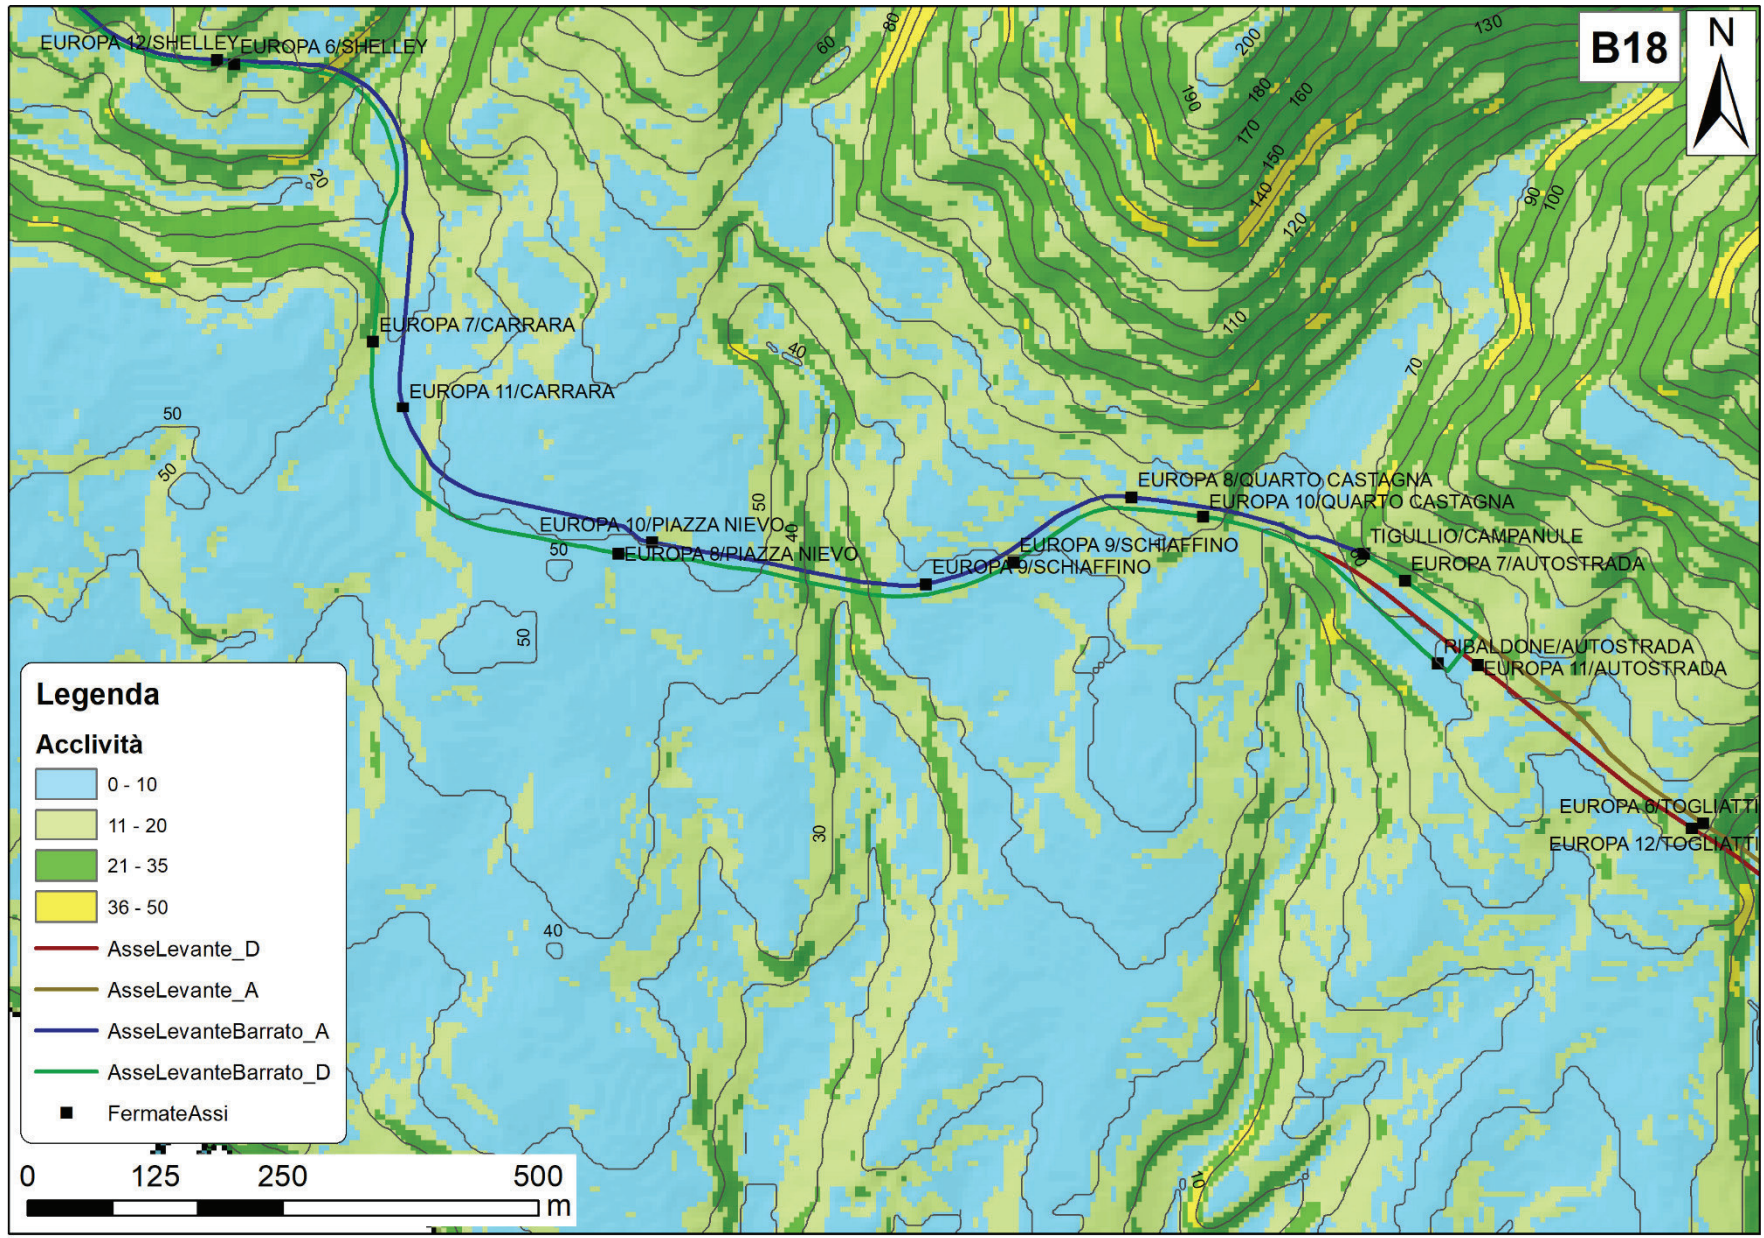 B18
N
80
60
130
200
190
180
160
170
150
140
120
110
90
100
EUROPA 12/SHELLEY
EUROPA 6/SHELLEY
20
EUROPA 7/CARRARA
40
70
EUROPA 11/CARRARA
50
50
EUROPA 8/QUARTO CASTAGNA
EUROPA 10/QUARTO CASTAGNA
50
40
EUROPA 10/PIAZZA NIEVO
EUROPA 8/PIAZZA NIEVO
50
EUROPA 9/SCHIAFFINO
EUROPA 9/SCHIAFFINO
TIGULLIO/CAMPANULE
EUROPA 7/AUTOSTRADA
50
RIBALDONE/AUTOSTRADA
EUROPA 11/AUTOSTRADA
30
EUROPA 6/TOGLIATTI
EUROPA 12/TOGLIATTI
40
10
Legenda
Acclività
0 - 10
11 - 20
21 - 35
36 - 50
AsseLevante_D
AsseLevante_A
AsseLevanteBarrato_A
AsseLevanteBarrato_D
FermateAssi
0 125 250 500
m